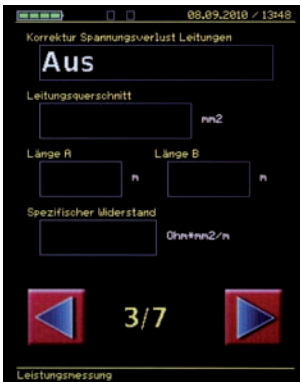 08.09.2010 / 13:48
Korrektur Spannungsverlust Leitungen
Aus
Leitungsquerschnitt
mm2
Länge A Länge B
m m
Spezifischer Widerstand
Ohm*mm2/m
3/7
Leistungsmessung